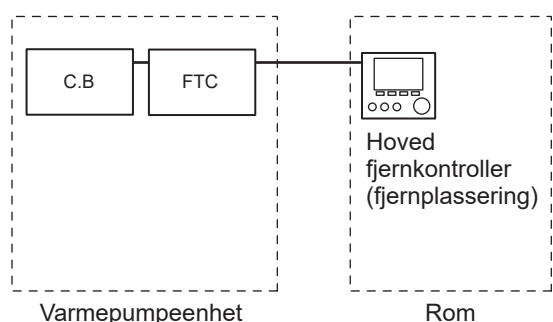 C.B
FTC
Hoved
fjernkontroller
(fjernplassering)
Varmepumpeenhet
Rom